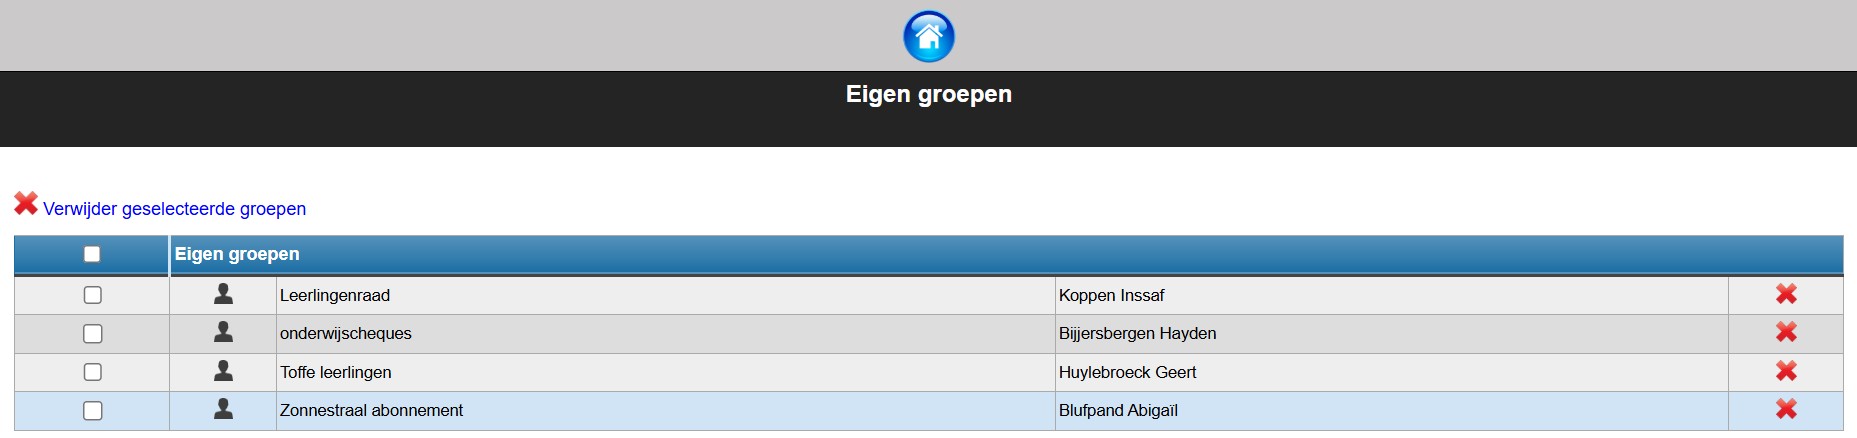 Eigen groepen
Verwijder geselecteerde groepen
Eigen groepen
Leerlingenraad Koppen Inssaf
onderwijscheques Bijjersbergen Hayden
Toffe leerlingen Huylebroeck Geert
Zonnestraal abonnement Blufpand Abigaïl